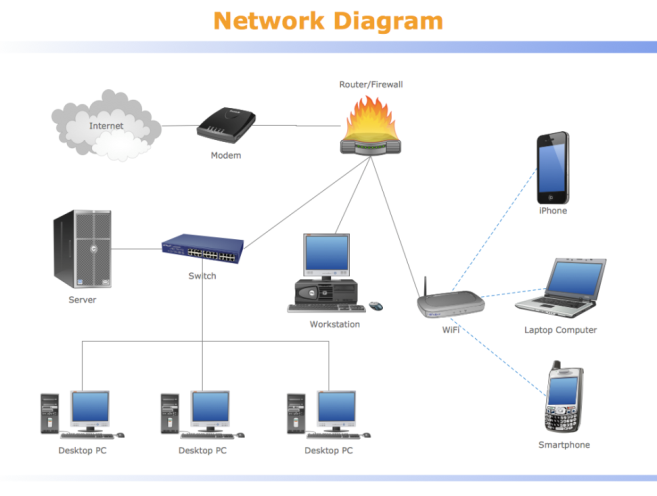 Network Diagram
Router/Firewall
Internet
Modem
iPhone
Switch
Server
Workstation
WiFi
Laptop Computer
Desktop PC
Desktop PC
Desktop PC
Smartphone